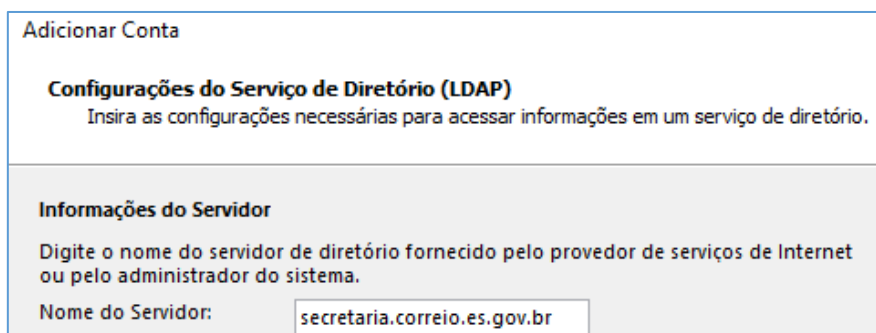 Adicionar Conta
Configurações do Serviço de Diretório (LDAP)
Insira as configurações necessárias para acessar informações em um serviço de diretório.
Informações do Servidor
Digite o nome do servidor de diretório fornecido pelo provedor de serviços de Internet
ou pelo administrador do sistema.
Nome do Servidor: secretaria.correio.es.gov.br